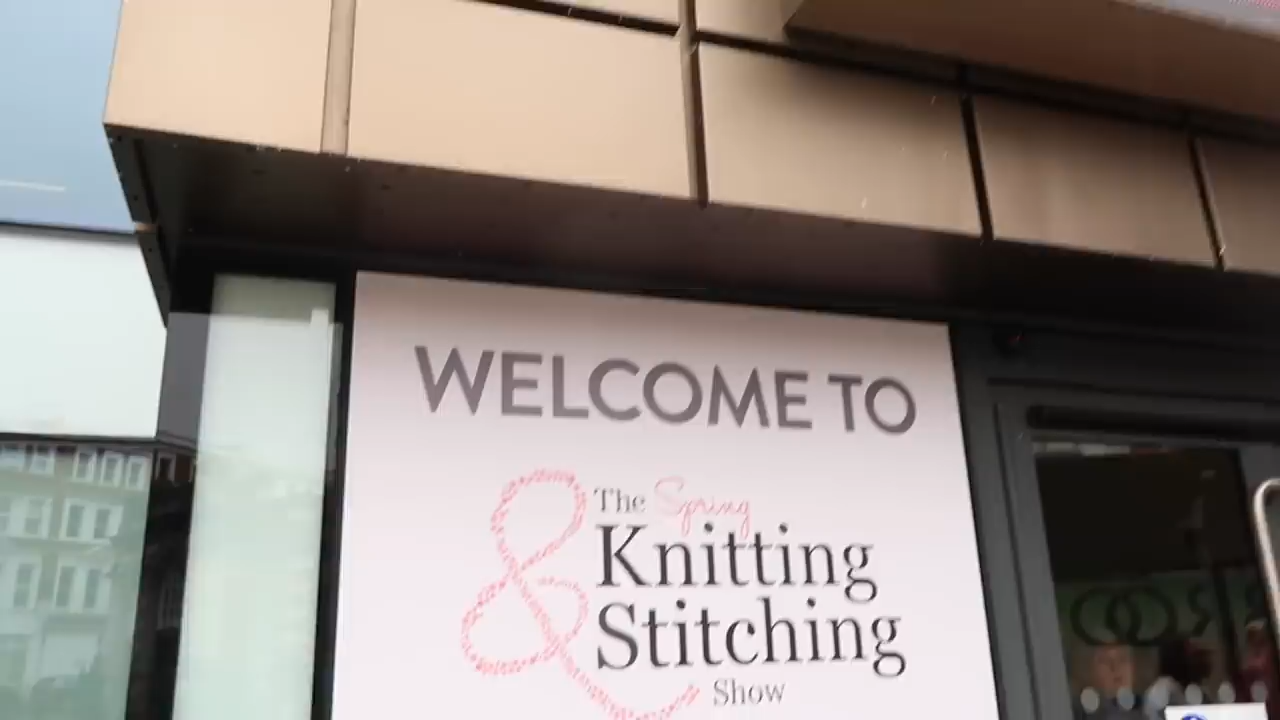 WELCOME TO
The Spring
Knitting
&
Stitching
Show